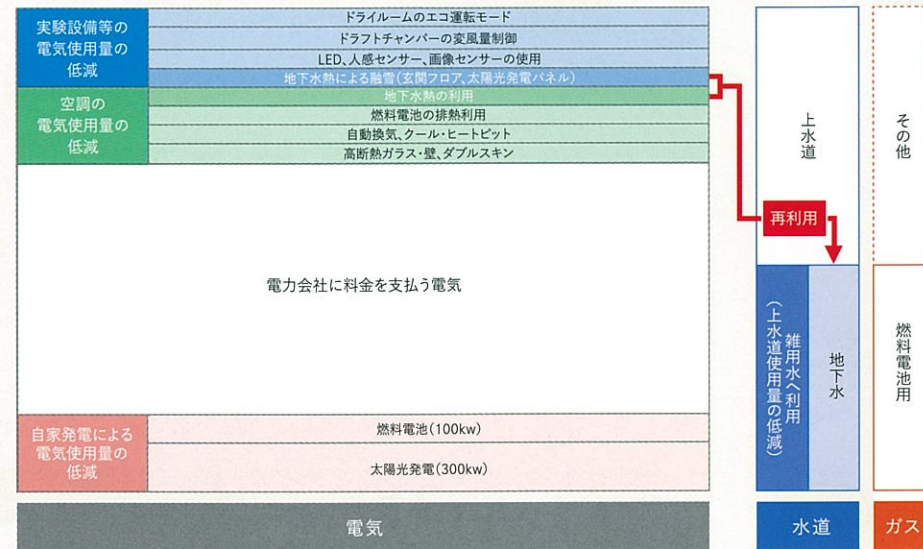 実験設備等の
電気使用量の
低減
ドライルームのエコ運転モード
ドラフトチャンバーの変風量制御
LED、人感センサー、画像センサーの使用
地下水熱による融雪(玄関フロア、太陽光発電パネル)
空調の
電気使用量の
低減
地下水熱の利用
燃料電池の排熱利用
自動換気、クール・ヒートピット
高断熱ガラス・壁、ダブルスキン
電力会社に料金を支払う電気
自家発電による
電気使用量の
低減
燃料電池(100kw)
太陽光発電(300kw)
電気
上水道
再利用
雑用水へ利用
(上水道使用量の低減)
地下水
水道
その他
燃料電池用
ガス